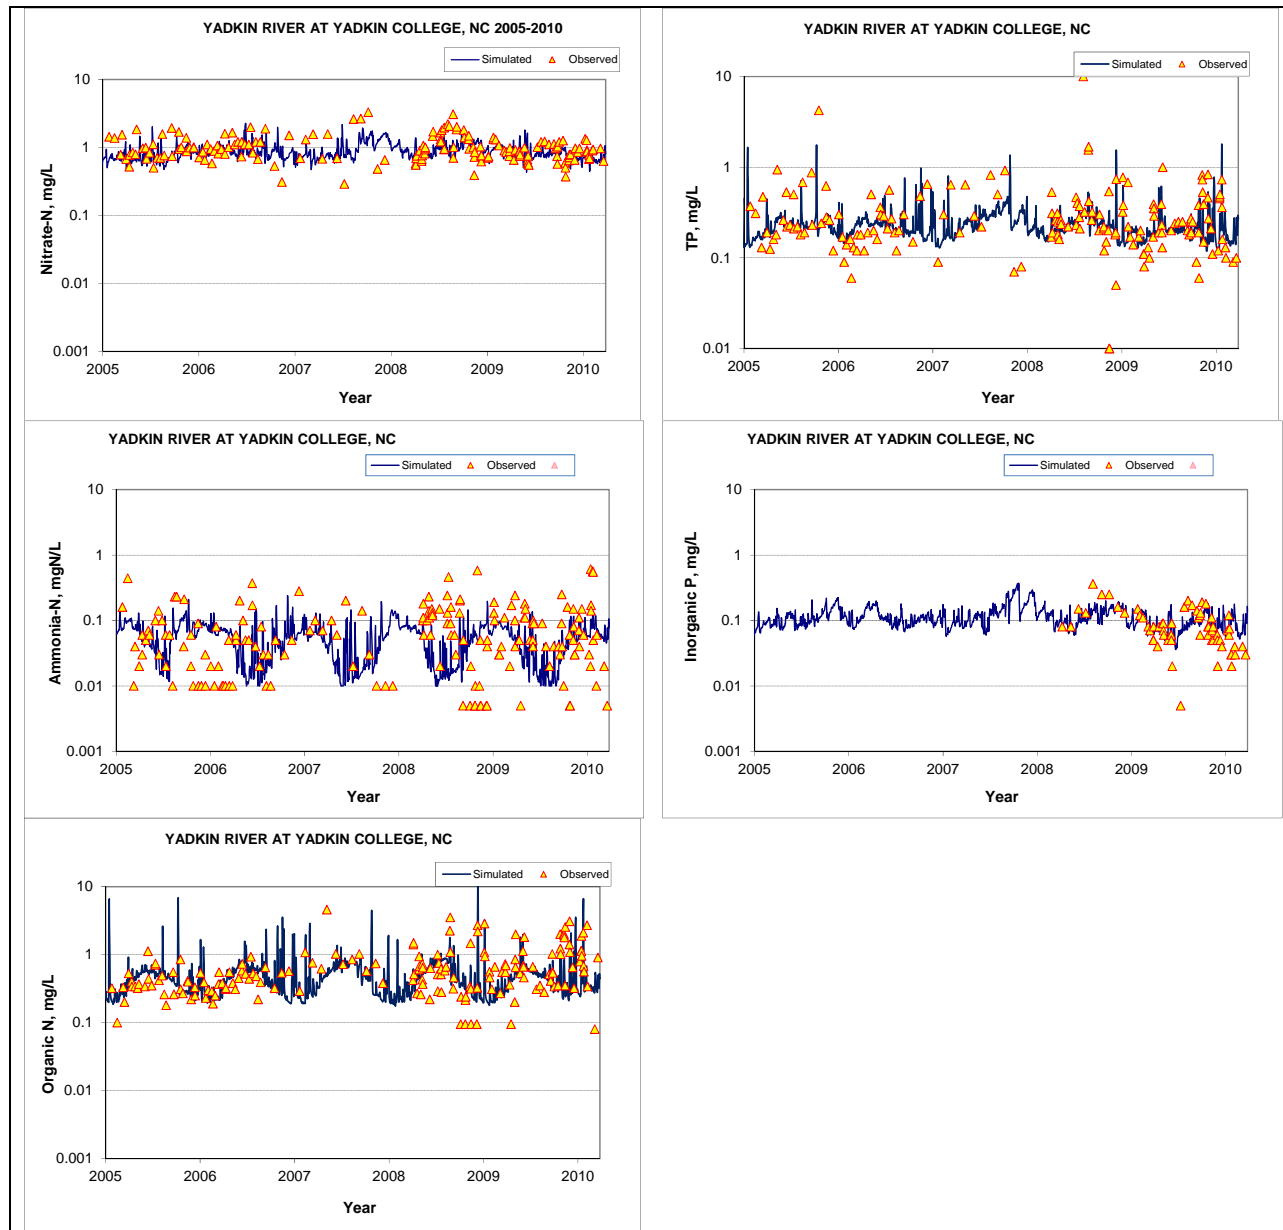 YADKIN RIVER AT YADKIN COLLEGE, NC 2005-2010
Simulated Observed
10
1
0.1
0.01
0.001
Nitrate-N, mg/L
2005 2006 2007 2008 2009 2010
Year
YADKIN RIVER AT YADKIN COLLEGE, NC
Simulated Observed
10
1
0.1
0.01
TP, mg/L
2005 2006 2007 2008 2009 2010
Year
YADKIN RIVER AT YADKIN COLLEGE, NC
Simulated Observed
10
1
0.1
0.01
0.001
Ammonia-N, mgN/L
2005 2006 2007 2008 2009 2010
Year
YADKIN RIVER AT YADKIN COLLEGE, NC
Simulated Observed
10
1
0.1
0.01
0.001
Inorganic P, mg/L
2005 2006 2007 2008 2009 2010
Year
YADKIN RIVER AT YADKIN COLLEGE, NC
Simulated Observed
10
1
0.1
0.01
0.001
Organic N, mg/L
2005 2006 2007 2008 2009 2010
Year